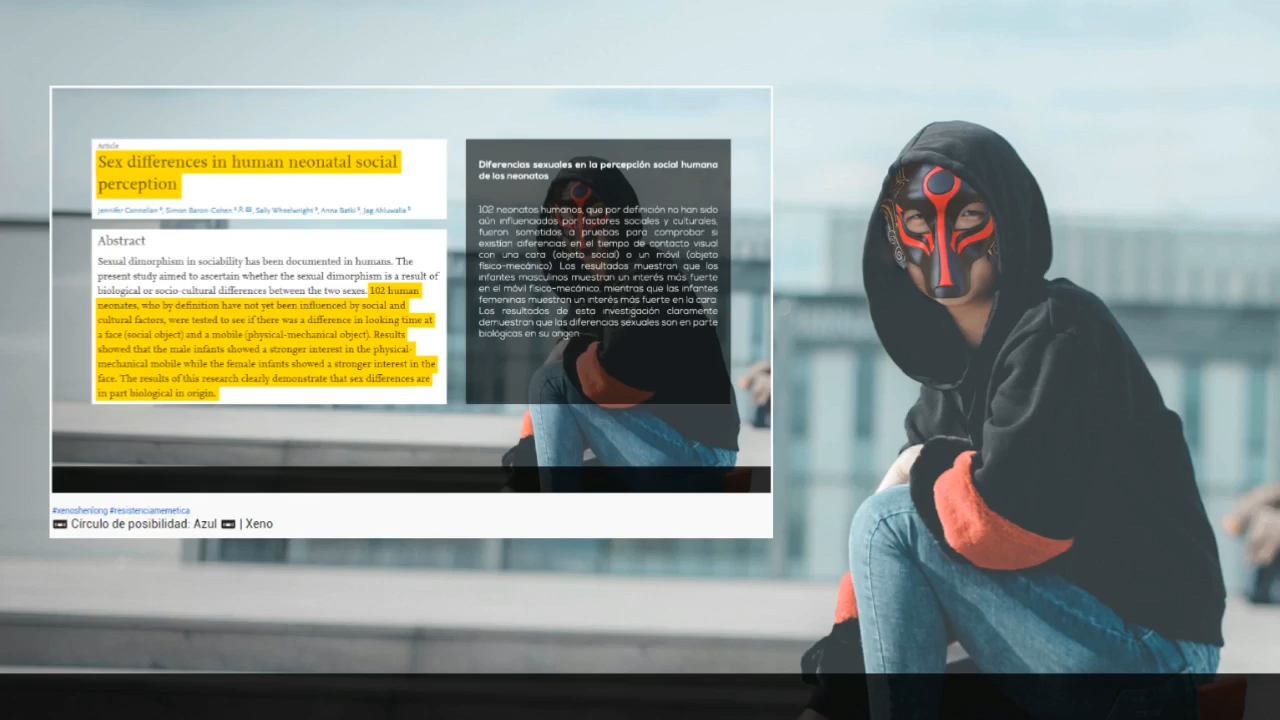 Article
Sex differences in human neonatal social
perception
Jennifer Connellan ª, Simon Baron-Cohen ª, Sally Wheelwright ª, Anna Batki ª, Jag Ahluwalia ᵇ
Abstract
Sexual dimorphism in sociability has been documented in humans. The
present study aimed to ascertain whether the sexual dimorphism is a result of
biological or socio-cultural differences between the two sexes. 102 human
neonates, who by definition have not yet been influenced by social and
cultural factors, were tested to see if there was a difference in looking time at
a face (social object) and a mobile (physical-mechanical object). Results
showed that the male infants showed a stronger interest in the physical-
mechanical mobile while the female infants showed a stronger interest in the
face. The results of this research clearly demonstrate that sex differences are
in part biological in origin.
Diferencias sexuales en la percepción social humana
de los neonatos
102 neonatos humanos, que por definición no han sido
aún influenciados por factores sociales y culturales,
fueron sometidos a pruebas para comprobar si
existían diferencias en el tiempo de contacto visual
con una cara (objeto social) o un móvil (objeto
físico-mecánico). Los resultados muestran que los
infantes masculinos muestran un interés más fuerte
en el móvil físico-mecánico, mientras que las infantes
femeninas muestran un interés más fuerte en la cara.
Los resultados de esta investigación claramente
demuestran que las diferencias sexuales son en parte
biológicas en su origen
#xenoshenlong #resistenciamemetica
Círculo de posibilidad: Azul | Xeno